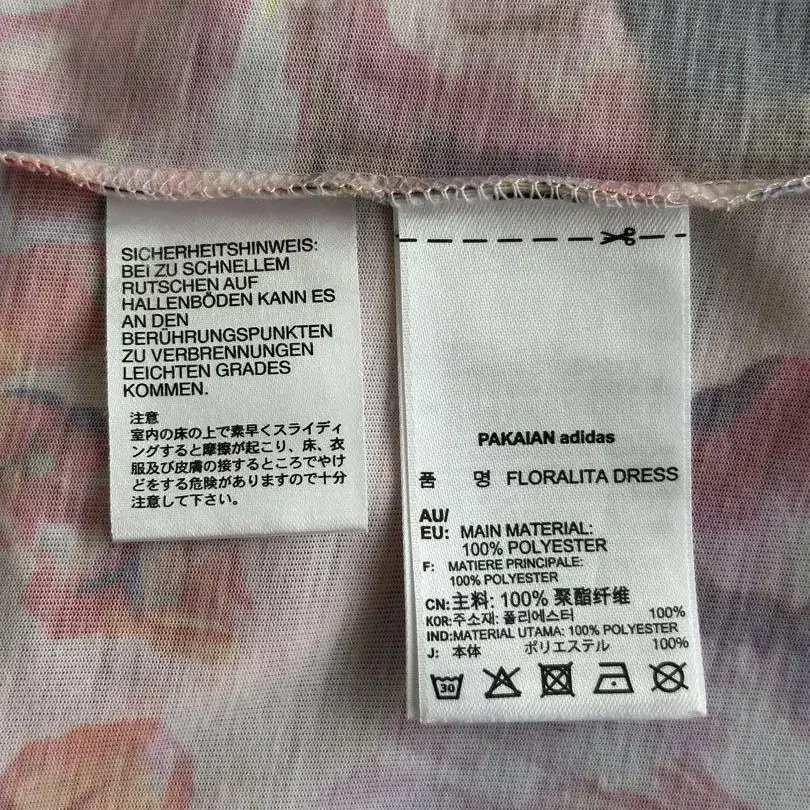 SICHERHEITSHINWEIS:
BEI ZU SCHNELLEM
RUTSCHEN AUF
HALLENBÖDEN KANN ES
AN DEN
BERÜHRUNGSPUNKTEN
ZU VERBRENNUNGEN
LEICHTEN GRADES
KOMMEN.
注意
室内の床の上で素早くスライディ
ングすると摩擦が起こり、床、衣
服及び皮膚の接するところでやけ
どをする危険がありますので十分
注意して下さい。
PAKAIAN adidas
품 명 FLORALITA DRESS
AU/
EU: MAIN MATERIAL:
100% POLYESTER
F: MATIERE PRINCIPALE:
100% POLYESTER
CN:主料: 100% 聚酯纤维
KOR:주소재: 폴리에스터 100%
IND:MATERIAL UTAMA: 100% POLYESTER
J: 本体 ポリエステル 100%
30